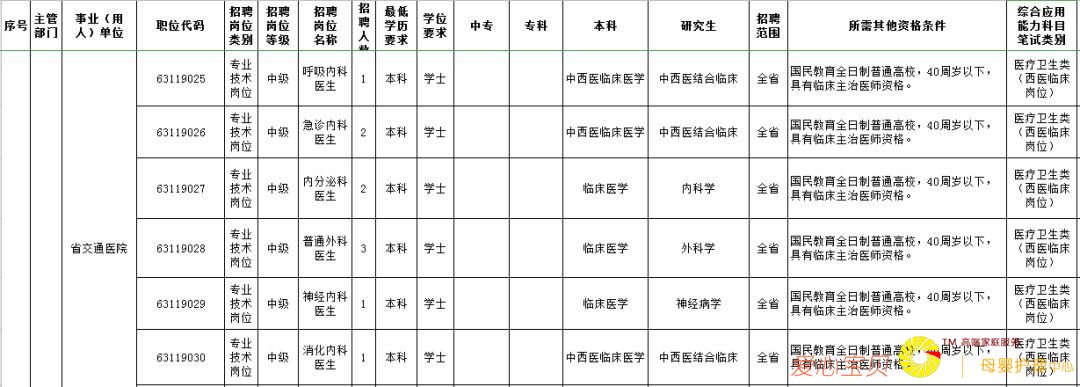 序号 主管部门 事业（用人）单位 职位代码 招聘岗位类别 招聘岗位等级 招聘岗位名称 招聘人数 最低学历要求 学位要求 中专 专科 本科 研究生 招聘范围 所需其他资格条件 综合应用能力科目笔试类别
省交通医院
63119025 专业技术岗位 中级 呼吸内科医生 1 本科 学士 中西医临床医学 中西医结合临床 全省 国民教育全日制普通高校，40周岁以下，具有临床主治医师资格。 医疗卫生类（西医临床岗位）
63119026 专业技术岗位 中级 急诊内科医生 2 本科 学士 中西医临床医学 中西医结合临床 全省 国民教育全日制普通高校，40周岁以下，具有临床主治医师资格。 医疗卫生类（西医临床岗位）
63119027 专业技术岗位 中级 内分泌科医生 2 本科 学士 临床医学 内科学 全省 国民教育全日制普通高校，40周岁以下，具有临床主治医师资格。 医疗卫生类（西医临床岗位）
63119028 专业技术岗位 中级 普通外科医生 3 本科 学士 临床医学 外科学 全省 国民教育全日制普通高校，40周岁以下，具有临床主治医师资格。 医疗卫生类（西医临床岗位）
63119029 专业技术岗位 中级 神经内科医生 1 本科 学士 临床医学 神经病学 全省 国民教育全日制普通高校，40周岁以下，具有临床主治医师资格。 医疗卫生类（西医临床岗位）
63119030 专业技术岗位 中级 消化内科医生 1 本科 学士 中西医临床医学 中西医结合临床 全省 国民教育全日制普通高校，40周岁以下，具有临床主治医师资格。 医疗卫生类（西医临床岗位）
爱心宝贝
TM 高端家庭服务
母婴护理中心